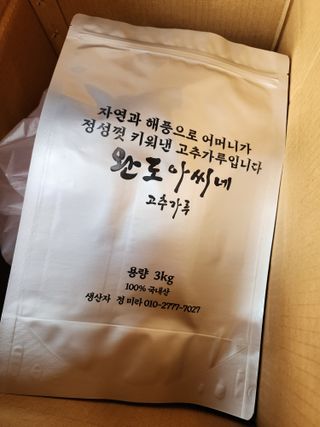 자연과 해풍으로 어머니가
정성껏 키워낸 고추가루입니다
완도아씨네
고추가루
용량 3kg
100% 국내산
생산자 정 미라 010-2777-7027